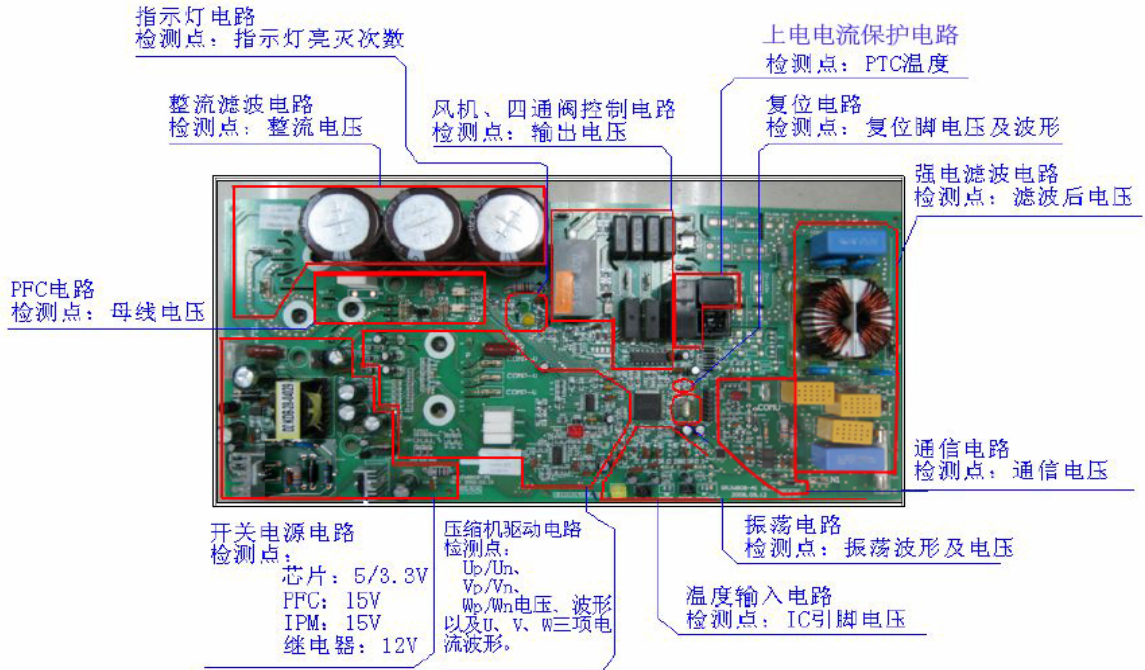 指示灯电路
检测点：指示灯亮灭次数
上电电流保护电路
检测点：PTC温度
整流滤波电路
检测点：整流电压
风机、四通阀控制电路
检测点：输出电压
复位电路
检测点：复位脚电压及波形
强电滤波电路
检测点：滤波后电压
PFC电路
检测点：母线电压
COMP-U
COMP-V
COMP-W
COMU
N1
通信电路
检测点：通信电压
开关电源电路
检测点：
芯片：5/3.3V
PFC：15V
IPM：15V
继电器：12V
压缩机驱动电路
检测点：
Up/Un、
Vp/Vn、
Wp/Wn电压、波形
以及U、V、W三项电
流波形。
振荡电路
检测点：振荡波形及电压
温度输入电路
检测点：IC引脚电压